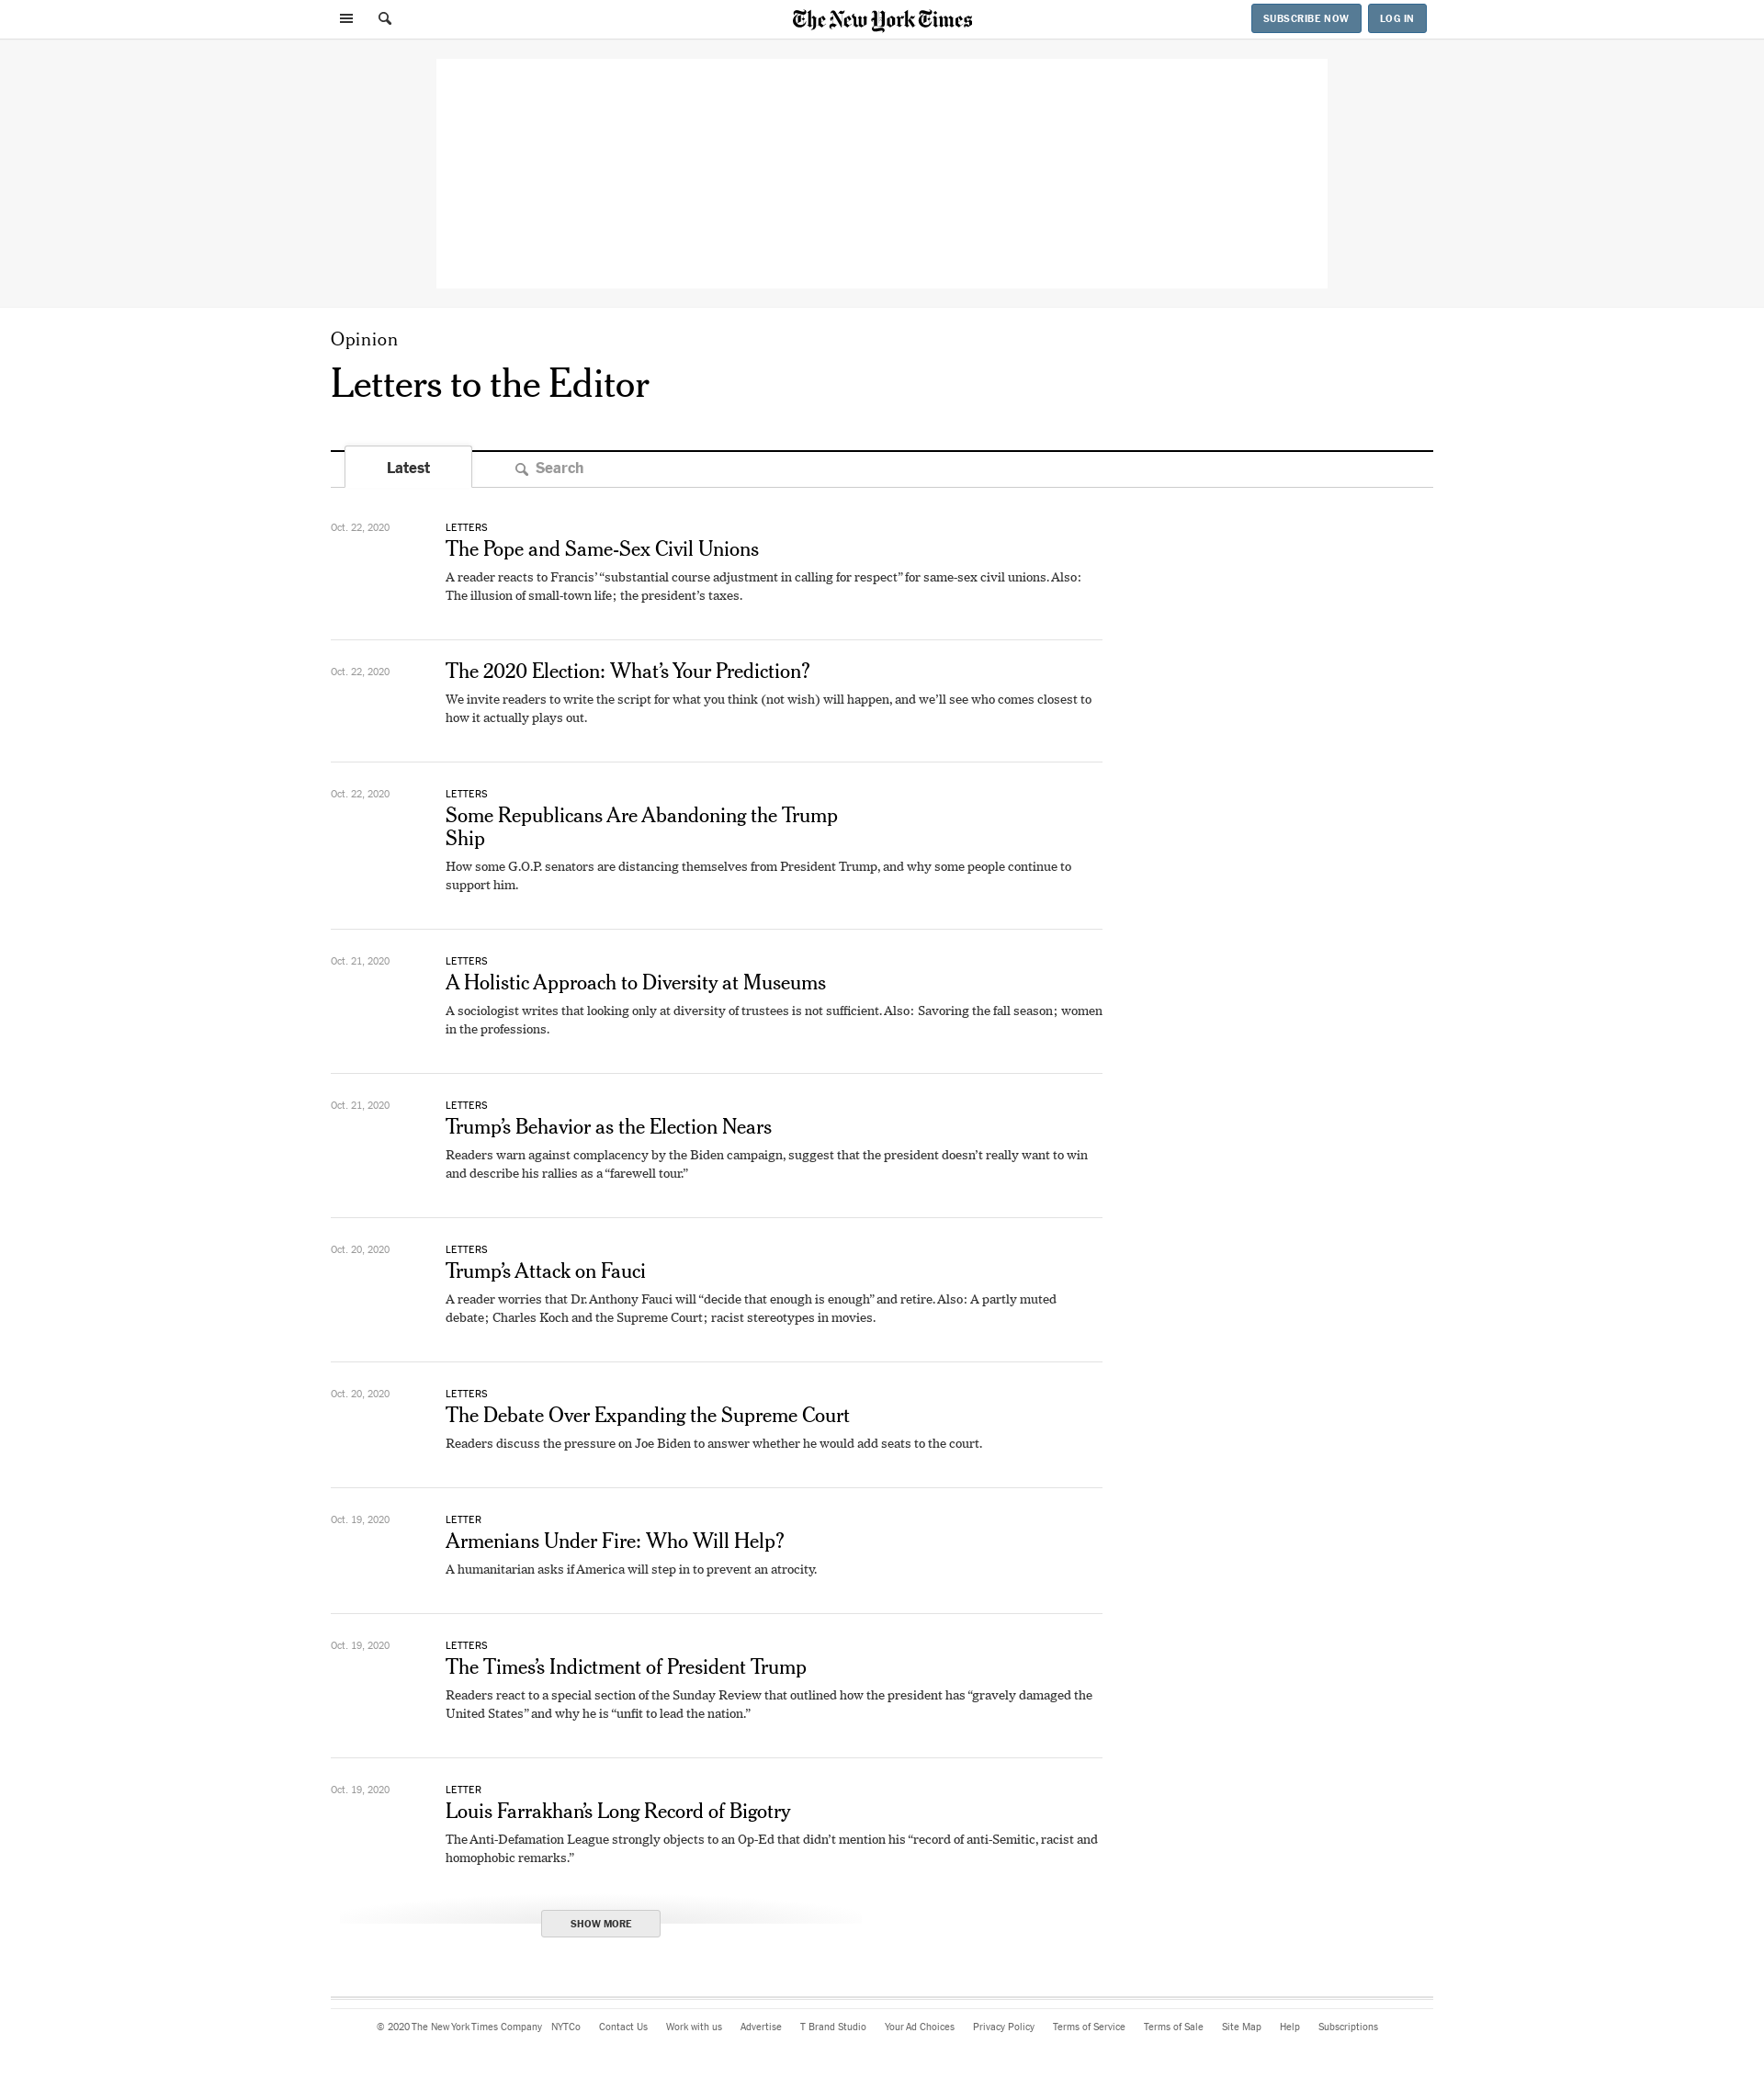 The New York Times
SUBSCRIBE NOW
LOG IN
Opinion
Letters to the Editor
Latest
Search
Oct. 22, 2020
LETTERS
The Pope and Same-Sex Civil Unions
A reader reacts to Francis’ “substantial course adjustment in calling for respect” for same-sex civil unions. Also:
The illusion of small-town life; the president’s taxes.
Oct. 22, 2020
The 2020 Election: What’s Your Prediction?
We invite readers to write the script for what you think (not wish) will happen, and we’ll see who comes closest to
how it actually plays out.
Oct. 22, 2020
LETTERS
Some Republicans Are Abandoning the Trump
Ship
How some G.O.P. senators are distancing themselves from President Trump, and why some people continue to
support him.
Oct. 21, 2020
LETTERS
A Holistic Approach to Diversity at Museums
A sociologist writes that looking only at diversity of trustees is not sufficient. Also: Savoring the fall season; women
in the professions.
Oct. 21, 2020
LETTERS
Trump’s Behavior as the Election Nears
Readers warn against complacency by the Biden campaign, suggest that the president doesn’t really want to win
and describe his rallies as a “farewell tour.”
Oct. 20, 2020
LETTERS
Trump’s Attack on Fauci
A reader worries that Dr. Anthony Fauci will “decide that enough is enough” and retire. Also: A partly muted
debate; Charles Koch and the Supreme Court; racist stereotypes in movies.
Oct. 20, 2020
LETTERS
The Debate Over Expanding the Supreme Court
Readers discuss the pressure on Joe Biden to answer whether he would add seats to the court.
Oct. 19, 2020
LETTER
Armenians Under Fire: Who Will Help?
A humanitarian asks if America will step in to prevent an atrocity.
Oct. 19, 2020
LETTERS
The Times’s Indictment of President Trump
Readers react to a special section of the Sunday Review that outlined how the president has “gravely damaged the
United States” and why he is “unfit to lead the nation.”
Oct. 19, 2020
LETTER
Louis Farrakhan’s Long Record of Bigotry
The Anti-Defamation League strongly objects to an Op-Ed that didn’t mention his “record of anti-Semitic, racist and
homophobic remarks.”
SHOW MORE
© 2020 The New York Times Company NYTCo Contact Us Work with us Advertise T Brand Studio Your Ad Choices Privacy Policy Terms of Service Terms of Sale Site Map Help Subscriptions